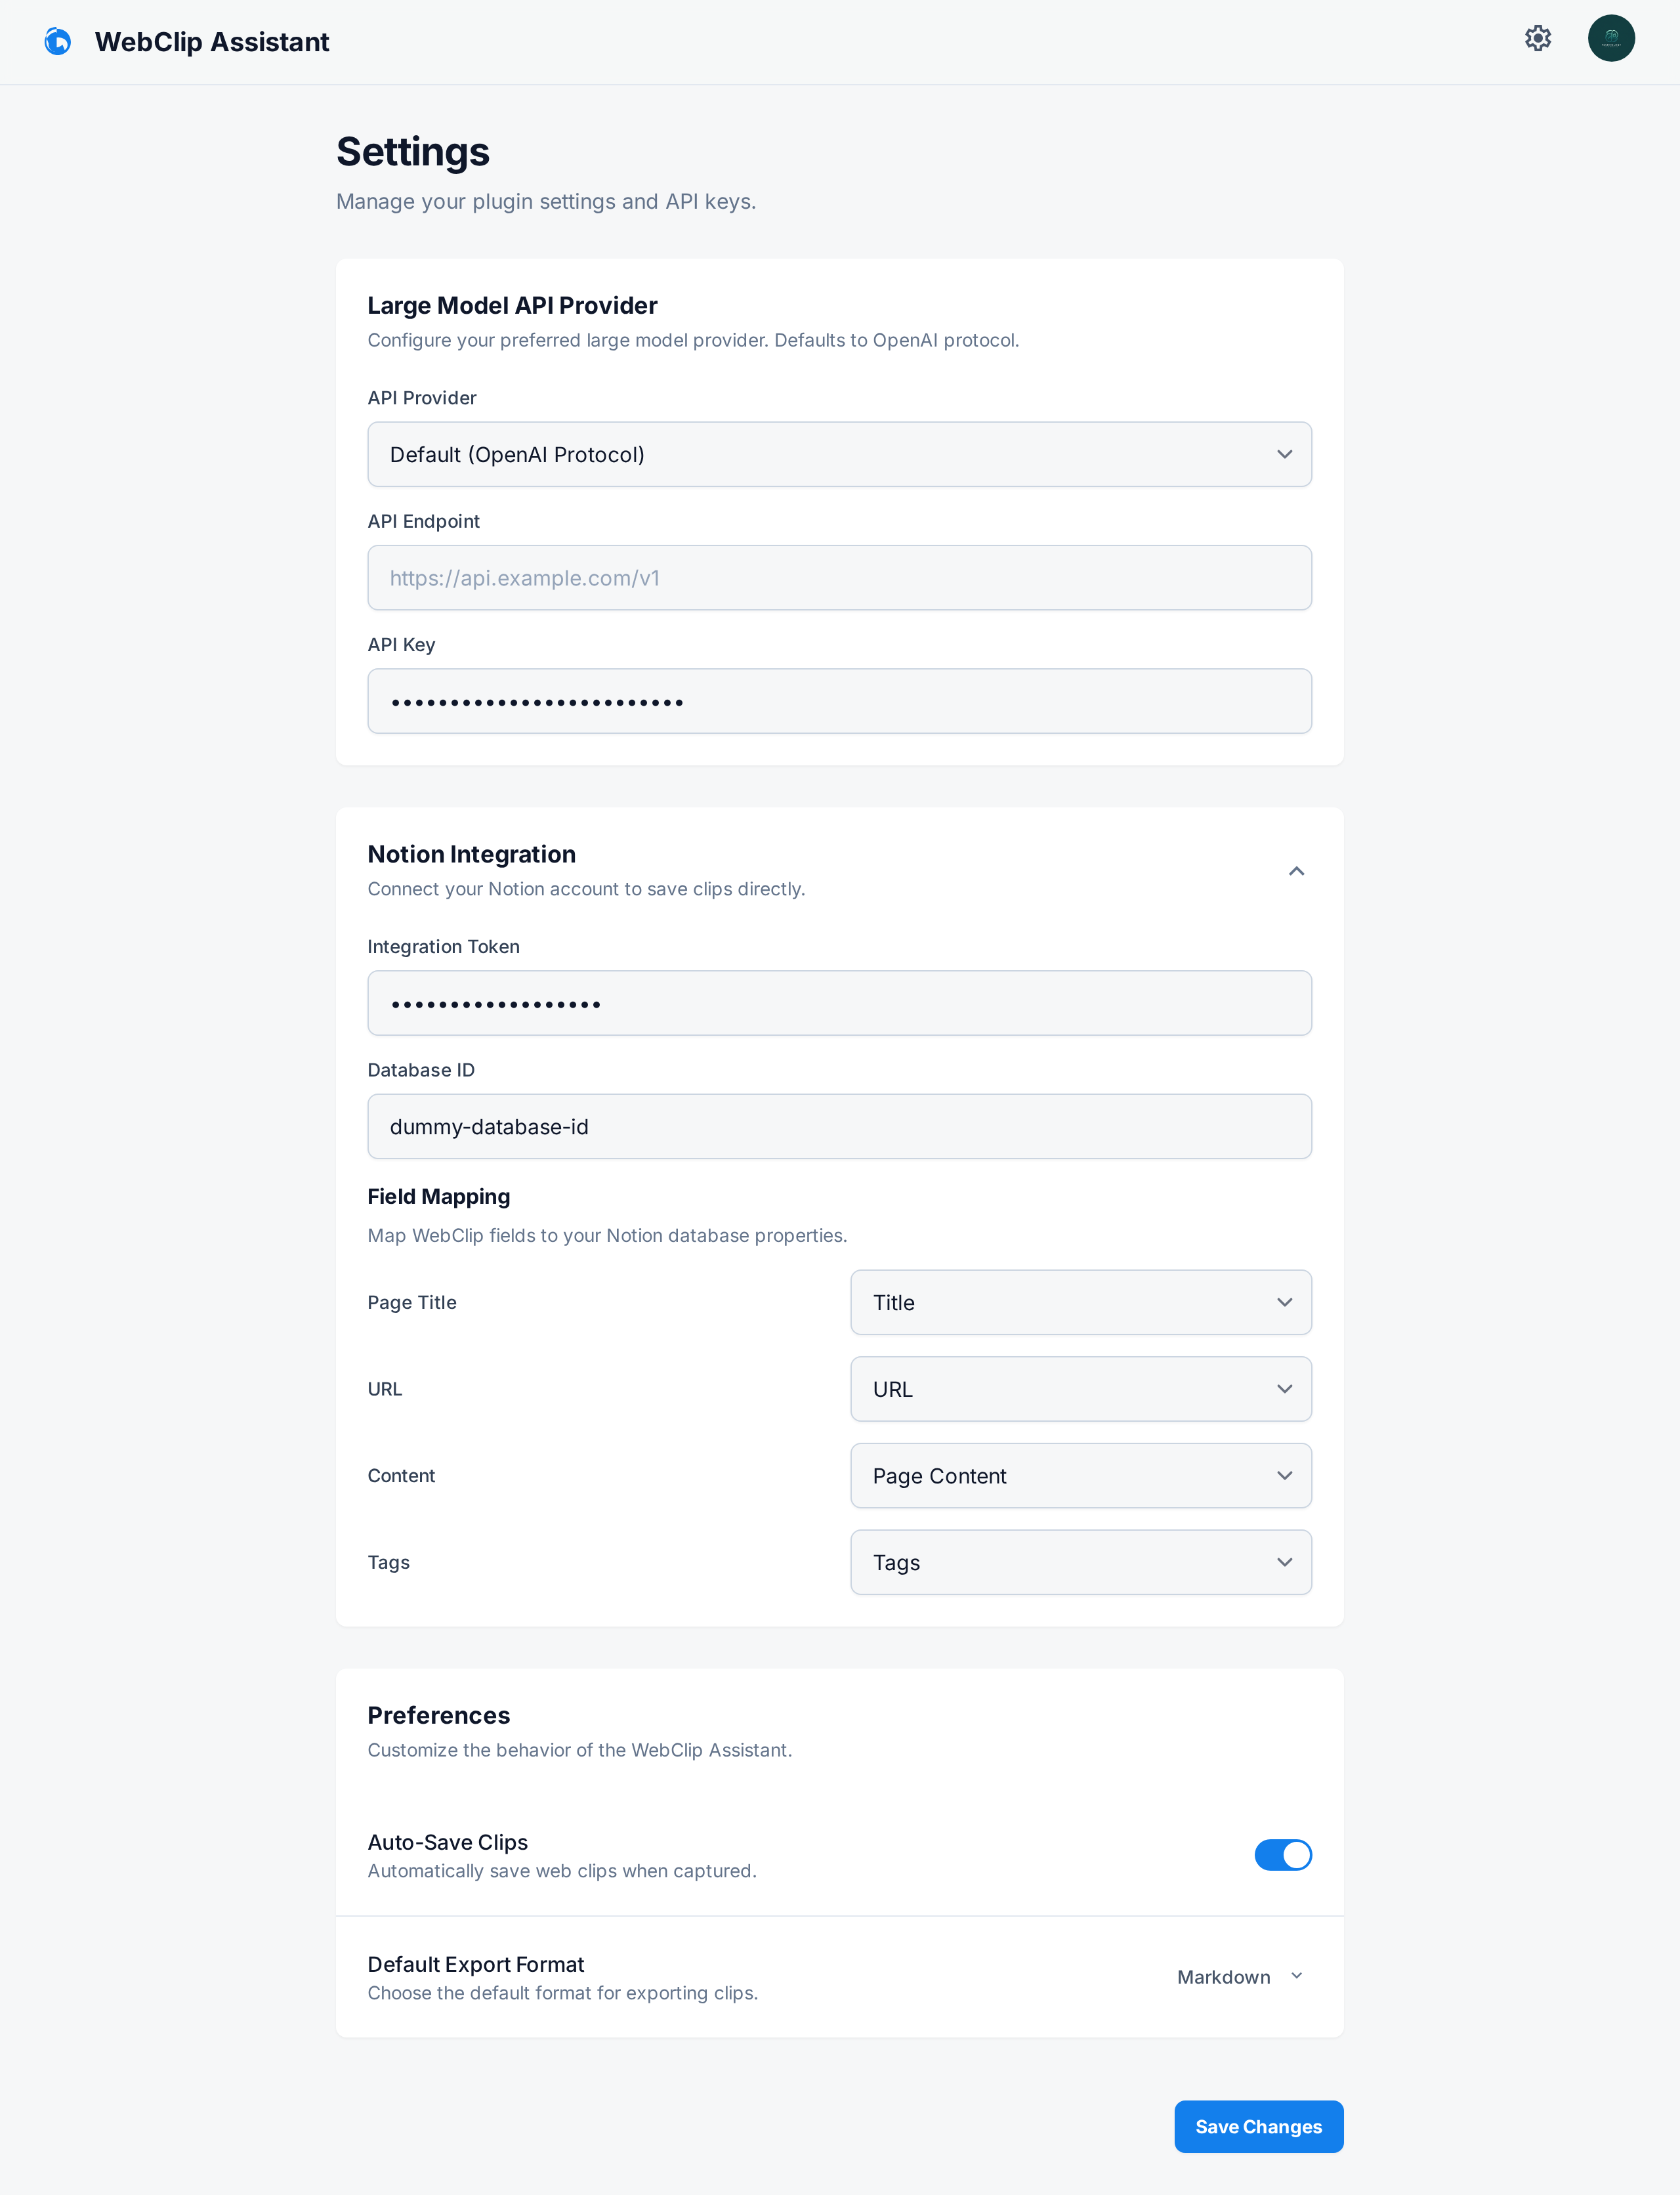 WebClip Assistant
Settings
Manage your plugin settings and API keys.
Large Model API Provider
Configure your preferred large model provider. Defaults to OpenAI protocol.
API Provider
Default (OpenAI Protocol)
API Endpoint
https://api.example.com/v1
API Key
•••••••••••••••••••••••••
Notion Integration
Connect your Notion account to save clips directly.
Integration Token
••••••••••••••••••
Database ID
dummy-database-id
Field Mapping
Map WebClip fields to your Notion database properties.
Page Title
Title
URL
URL
Content
Page Content
Tags
Tags
Preferences
Customize the behavior of the WebClip Assistant.
Auto-Save Clips
Automatically save web clips when captured.
Default Export Format
Choose the default format for exporting clips.
Markdown
Save Changes